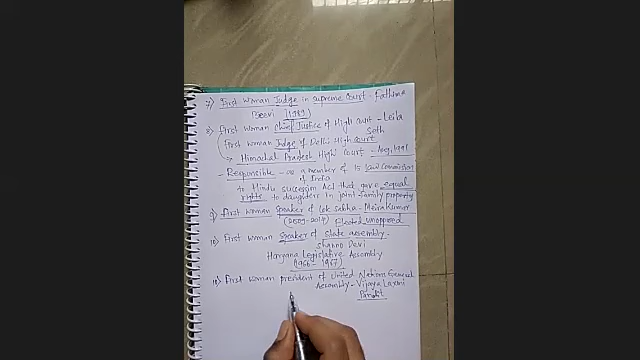 7) First woman Judge in supreme Court - Fathima
Beevi (1989)
8) First woman Chief Justice of High Court - Leila
Seth
First woman Judge of Delhi High Court
→ Himachal Pradesh High Court - Aug, 1991
- Responsible - as a member of 15 Law Commission
of India
to Hindu succession Act that gave equal
rights to daughters in joint-family property
9) First woman Speaker of Lok sabha - Meira Kumar
(2009-2014) Elected unopposed
10) First woman Speaker of State assembly -
Shanno Devi
Haryana Legislative Assembly
(1966 - 1967)
First woman president of United Nations General
Assembly - Vijaya Laxmi
Pandit